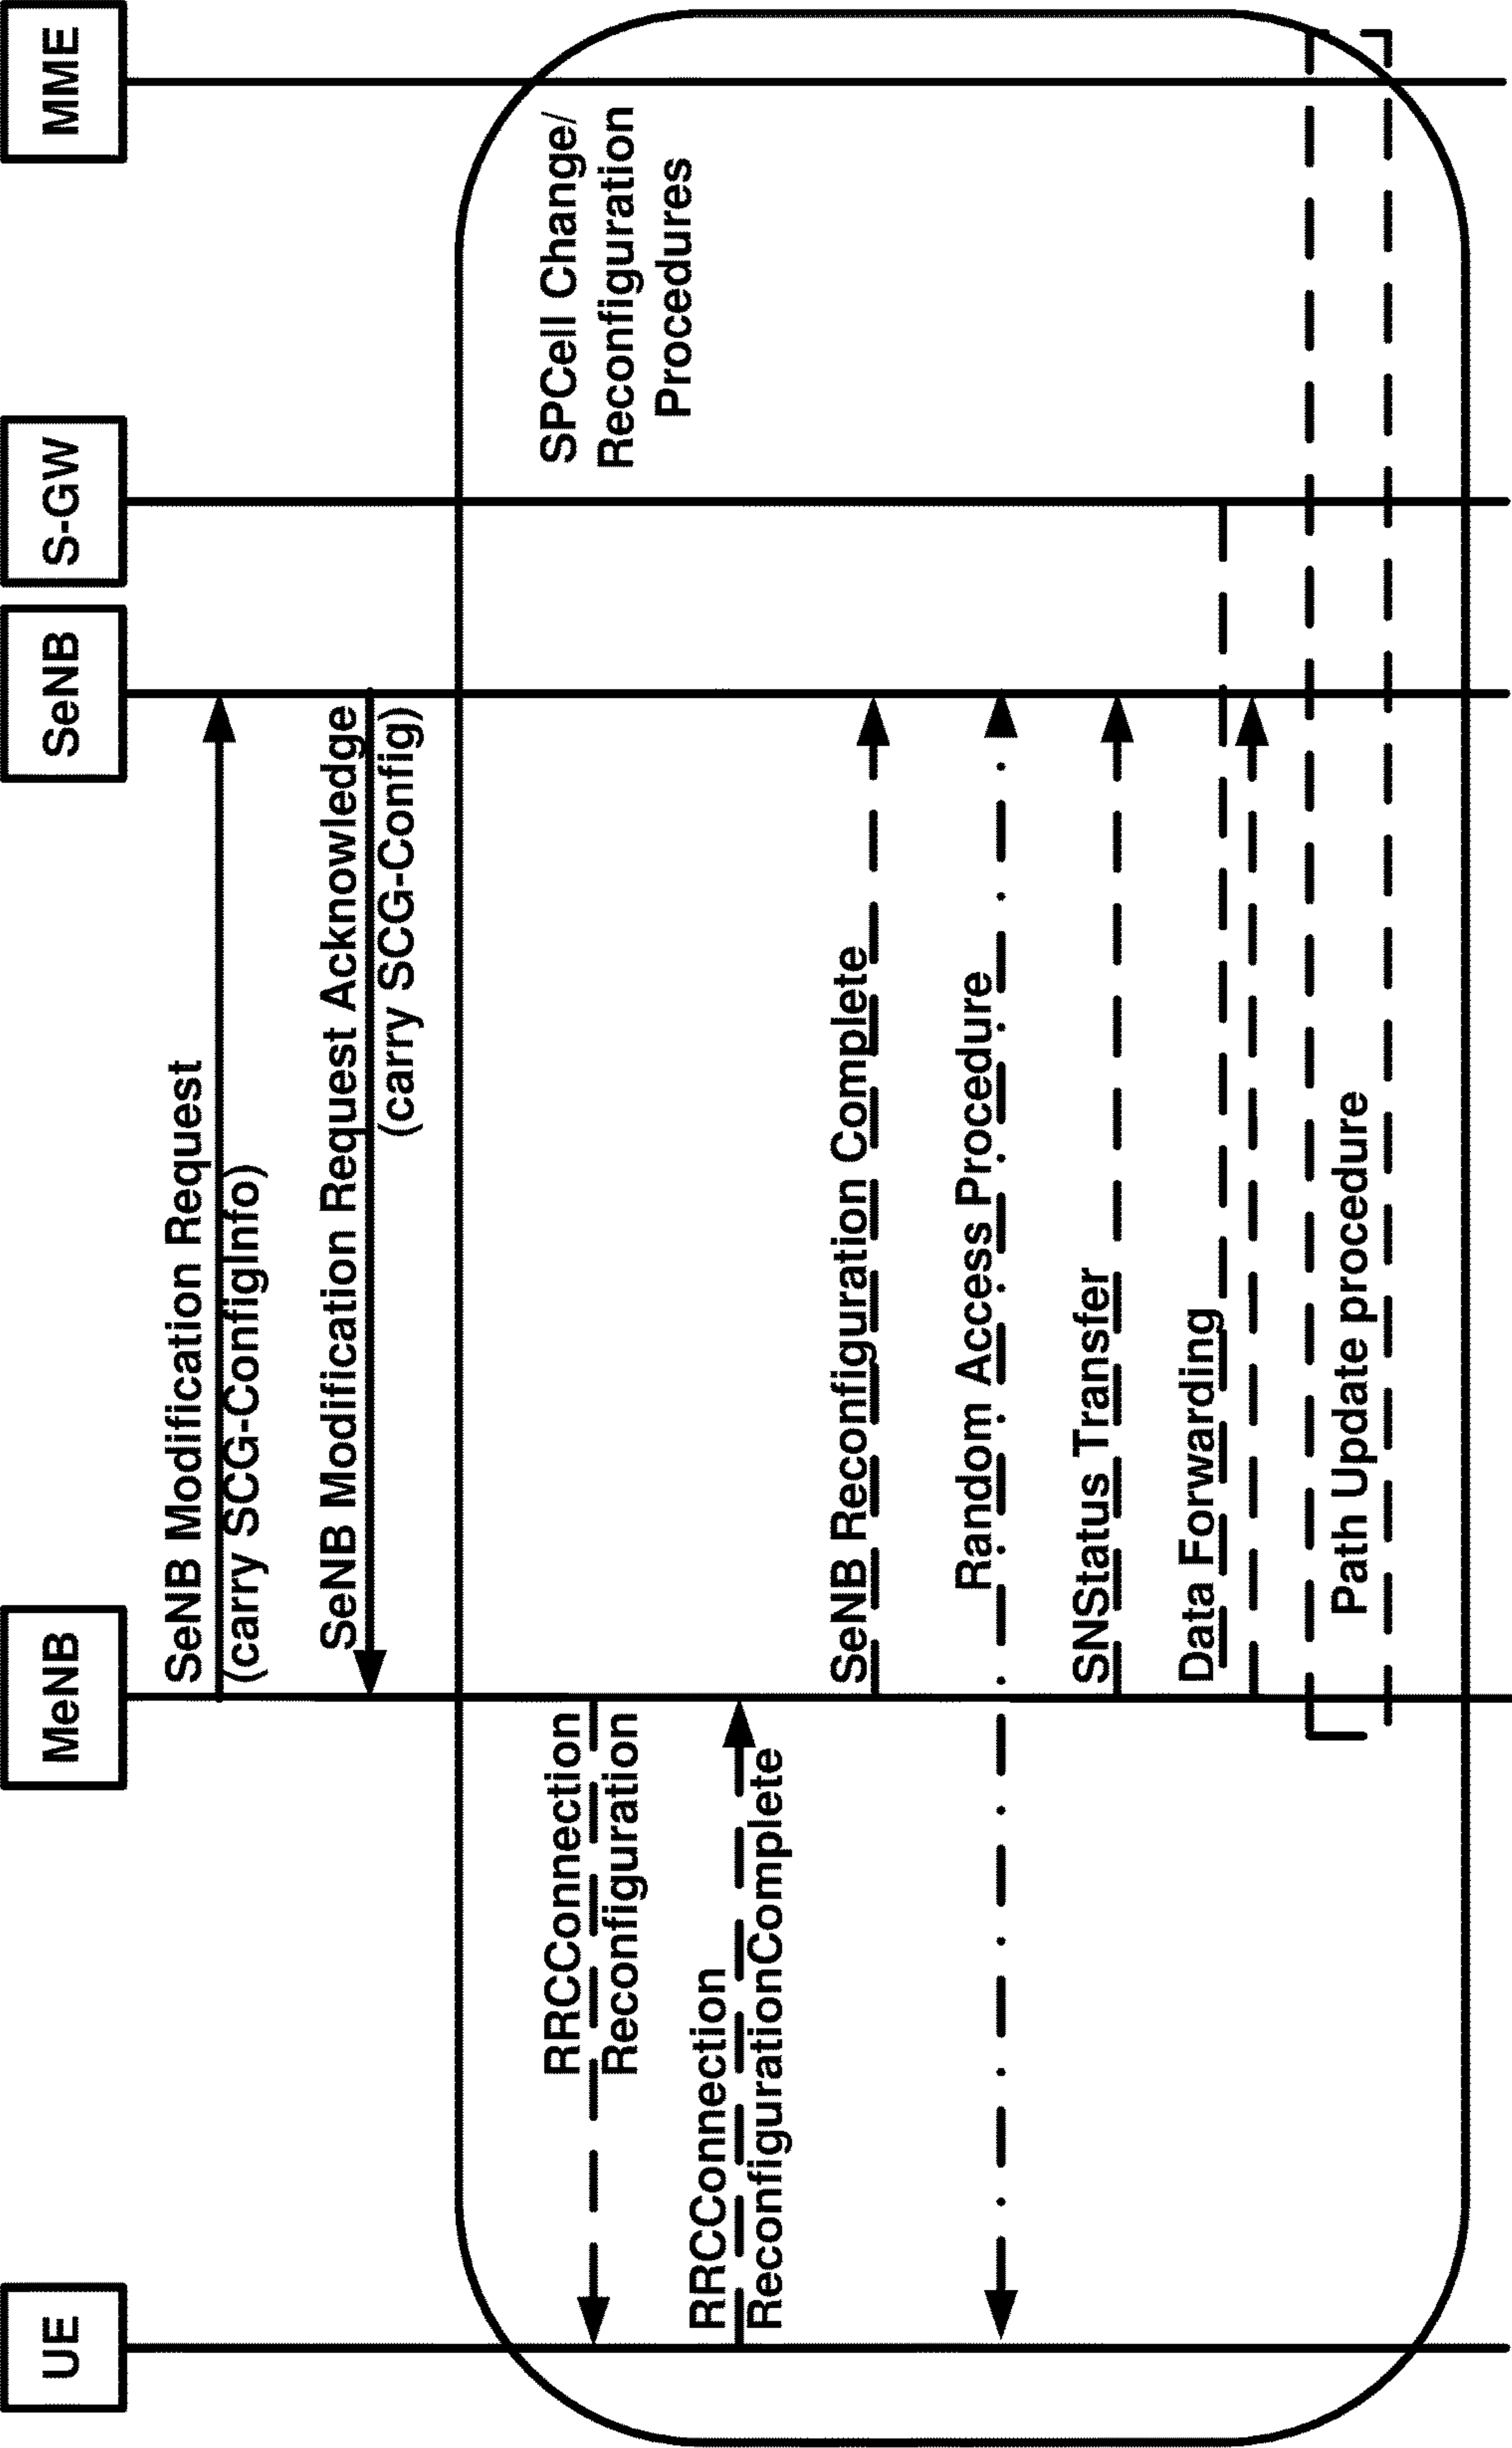 UE
MeNB
SeNB
S-GW
MME
SeNB Modification Request
(carry SCG-ConfigInfo)
SeNB Modification Request Acknowledge
(carry SCG-Config)
SPCell Change/
Reconfiguration
Procedures
RRCConnection
Reconfiguration
RRCConnection
ReconfigurationComplete
SeNB Reconfiguration Complete
Random Access Procedure
SNStatus Transfer
Data Forwarding
Path Update procedure